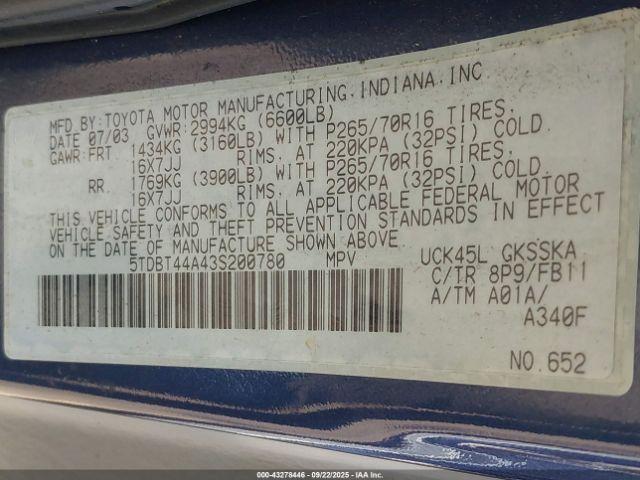 MFD. BY: TOYOTA MOTOR MANUFACTURING, INDIANA, INC
DATE 07/03 GVWR: 2994KG (6600LB)
GAWR: FRT 1434KG (3160LB) WITH P265/70R16 TIRES,
16X7JJ RIMS, AT 220KPA (32PSI) COLD.
RR. 1769KG (3900LB) WITH P265/70R16 TIRES,
16X7JJ RIMS, AT 220KPA (32PSI) COLD.
THIS VEHICLE CONFORMS TO ALL APPLICABLE FEDERAL MOTOR
VEHICLE SAFETY AND THEFT PREVENTION STANDARDS IN EFFECT
ON THE DATE OF MANUFACTURE SHOWN ABOVE.
5TDBT44A43S200780 MPV UCK45L GKSSKA
C/TR 8P9/FB11
A/TM A01A/
A340F
NO.652
000-43278446 - 09/22/2025 - IAAI.COM